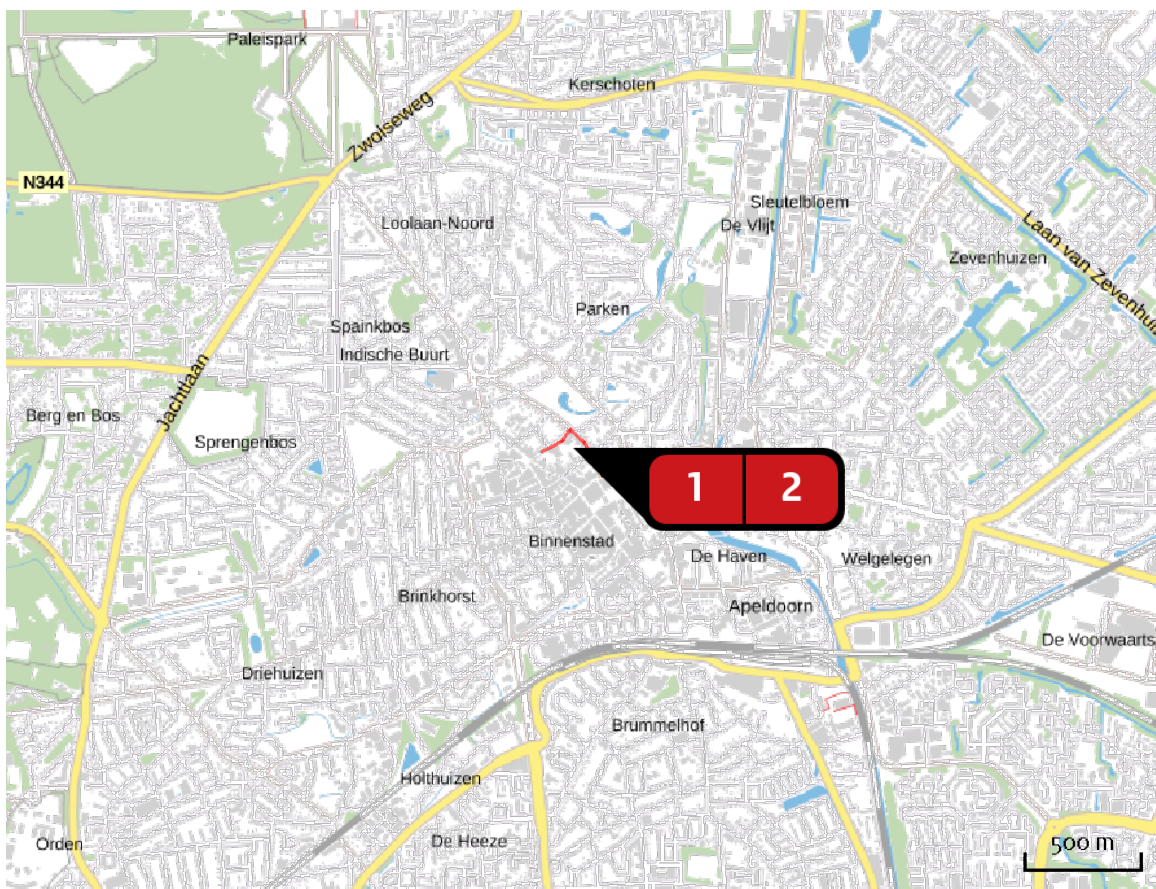 Paleispark
Kerschoten
Zwolseweg
N344
Sleutelbloem
Loolaan-Noord
De Vlijt
Laan van Zevenhuiz
Zevenhuizen
Parken
Spainkbos
Indische Buurt
Jachtlaan
Berg en Bos
Sprengenbos
1 2
Binnenstad
De Haven
Welgelegen
Brinkhorst
Apeldoorn
De Voorwaarts
Driehuizen
Brummelhof
Holthuizen
De Heeze
Orden
500 m